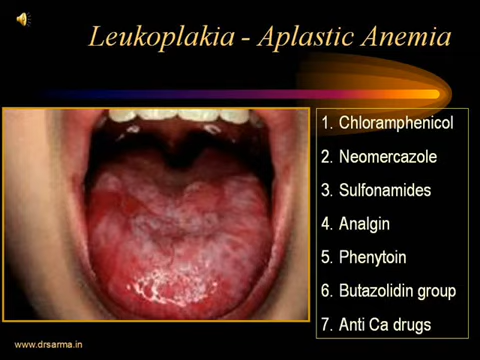 Leukoplakia - Aplastic Anemia
1. Chloramphenicol
2. Neomercazole
3. Sulfonamides
4. Analgin
5. Phenytoin
6. Butazolidin group
7. Anti Ca drugs
www.drsarma.in